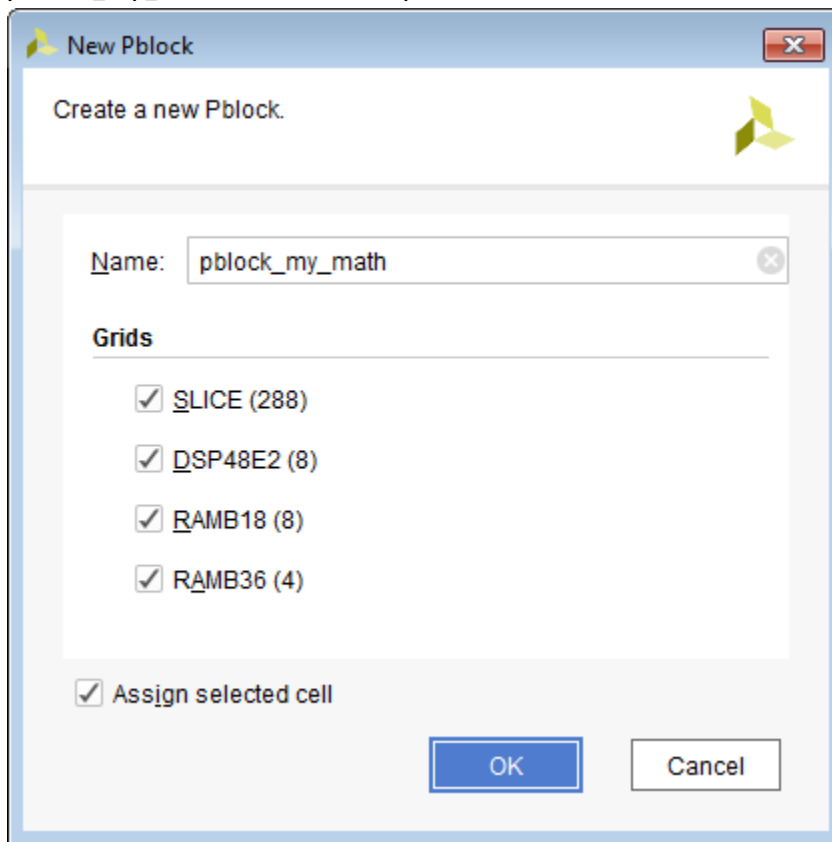 New Pblock
Create a new Pblock.
Name: pblock_my_math
Grids
SLICE (288)
DSP48E2 (8)
RAMB18 (8)
RAMB36 (4)
Assign selected cell
OK Cancel